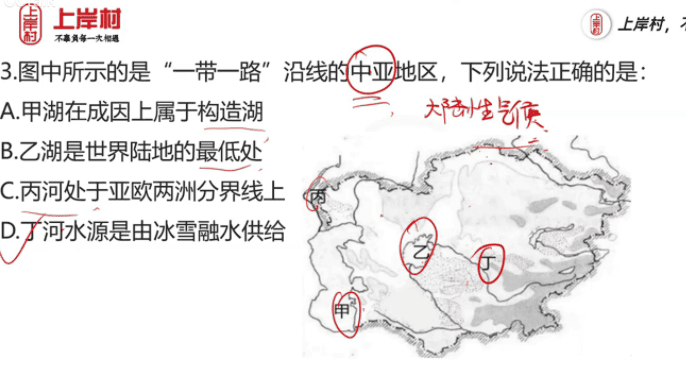 上岸村
上岸村
不辜负每一次相遇
上岸村
上岸村,
3.图中所示的是“一带一路”沿线的中亚地区，下列说法正确的是：
A.甲湖在成因上属于构造湖
大陆性气候
B.乙湖是世界陆地的最低处
C.丙河处于亚欧两洲分界线上
D.丁河水源是由冰雪融水供给
丙
乙
丁
甲